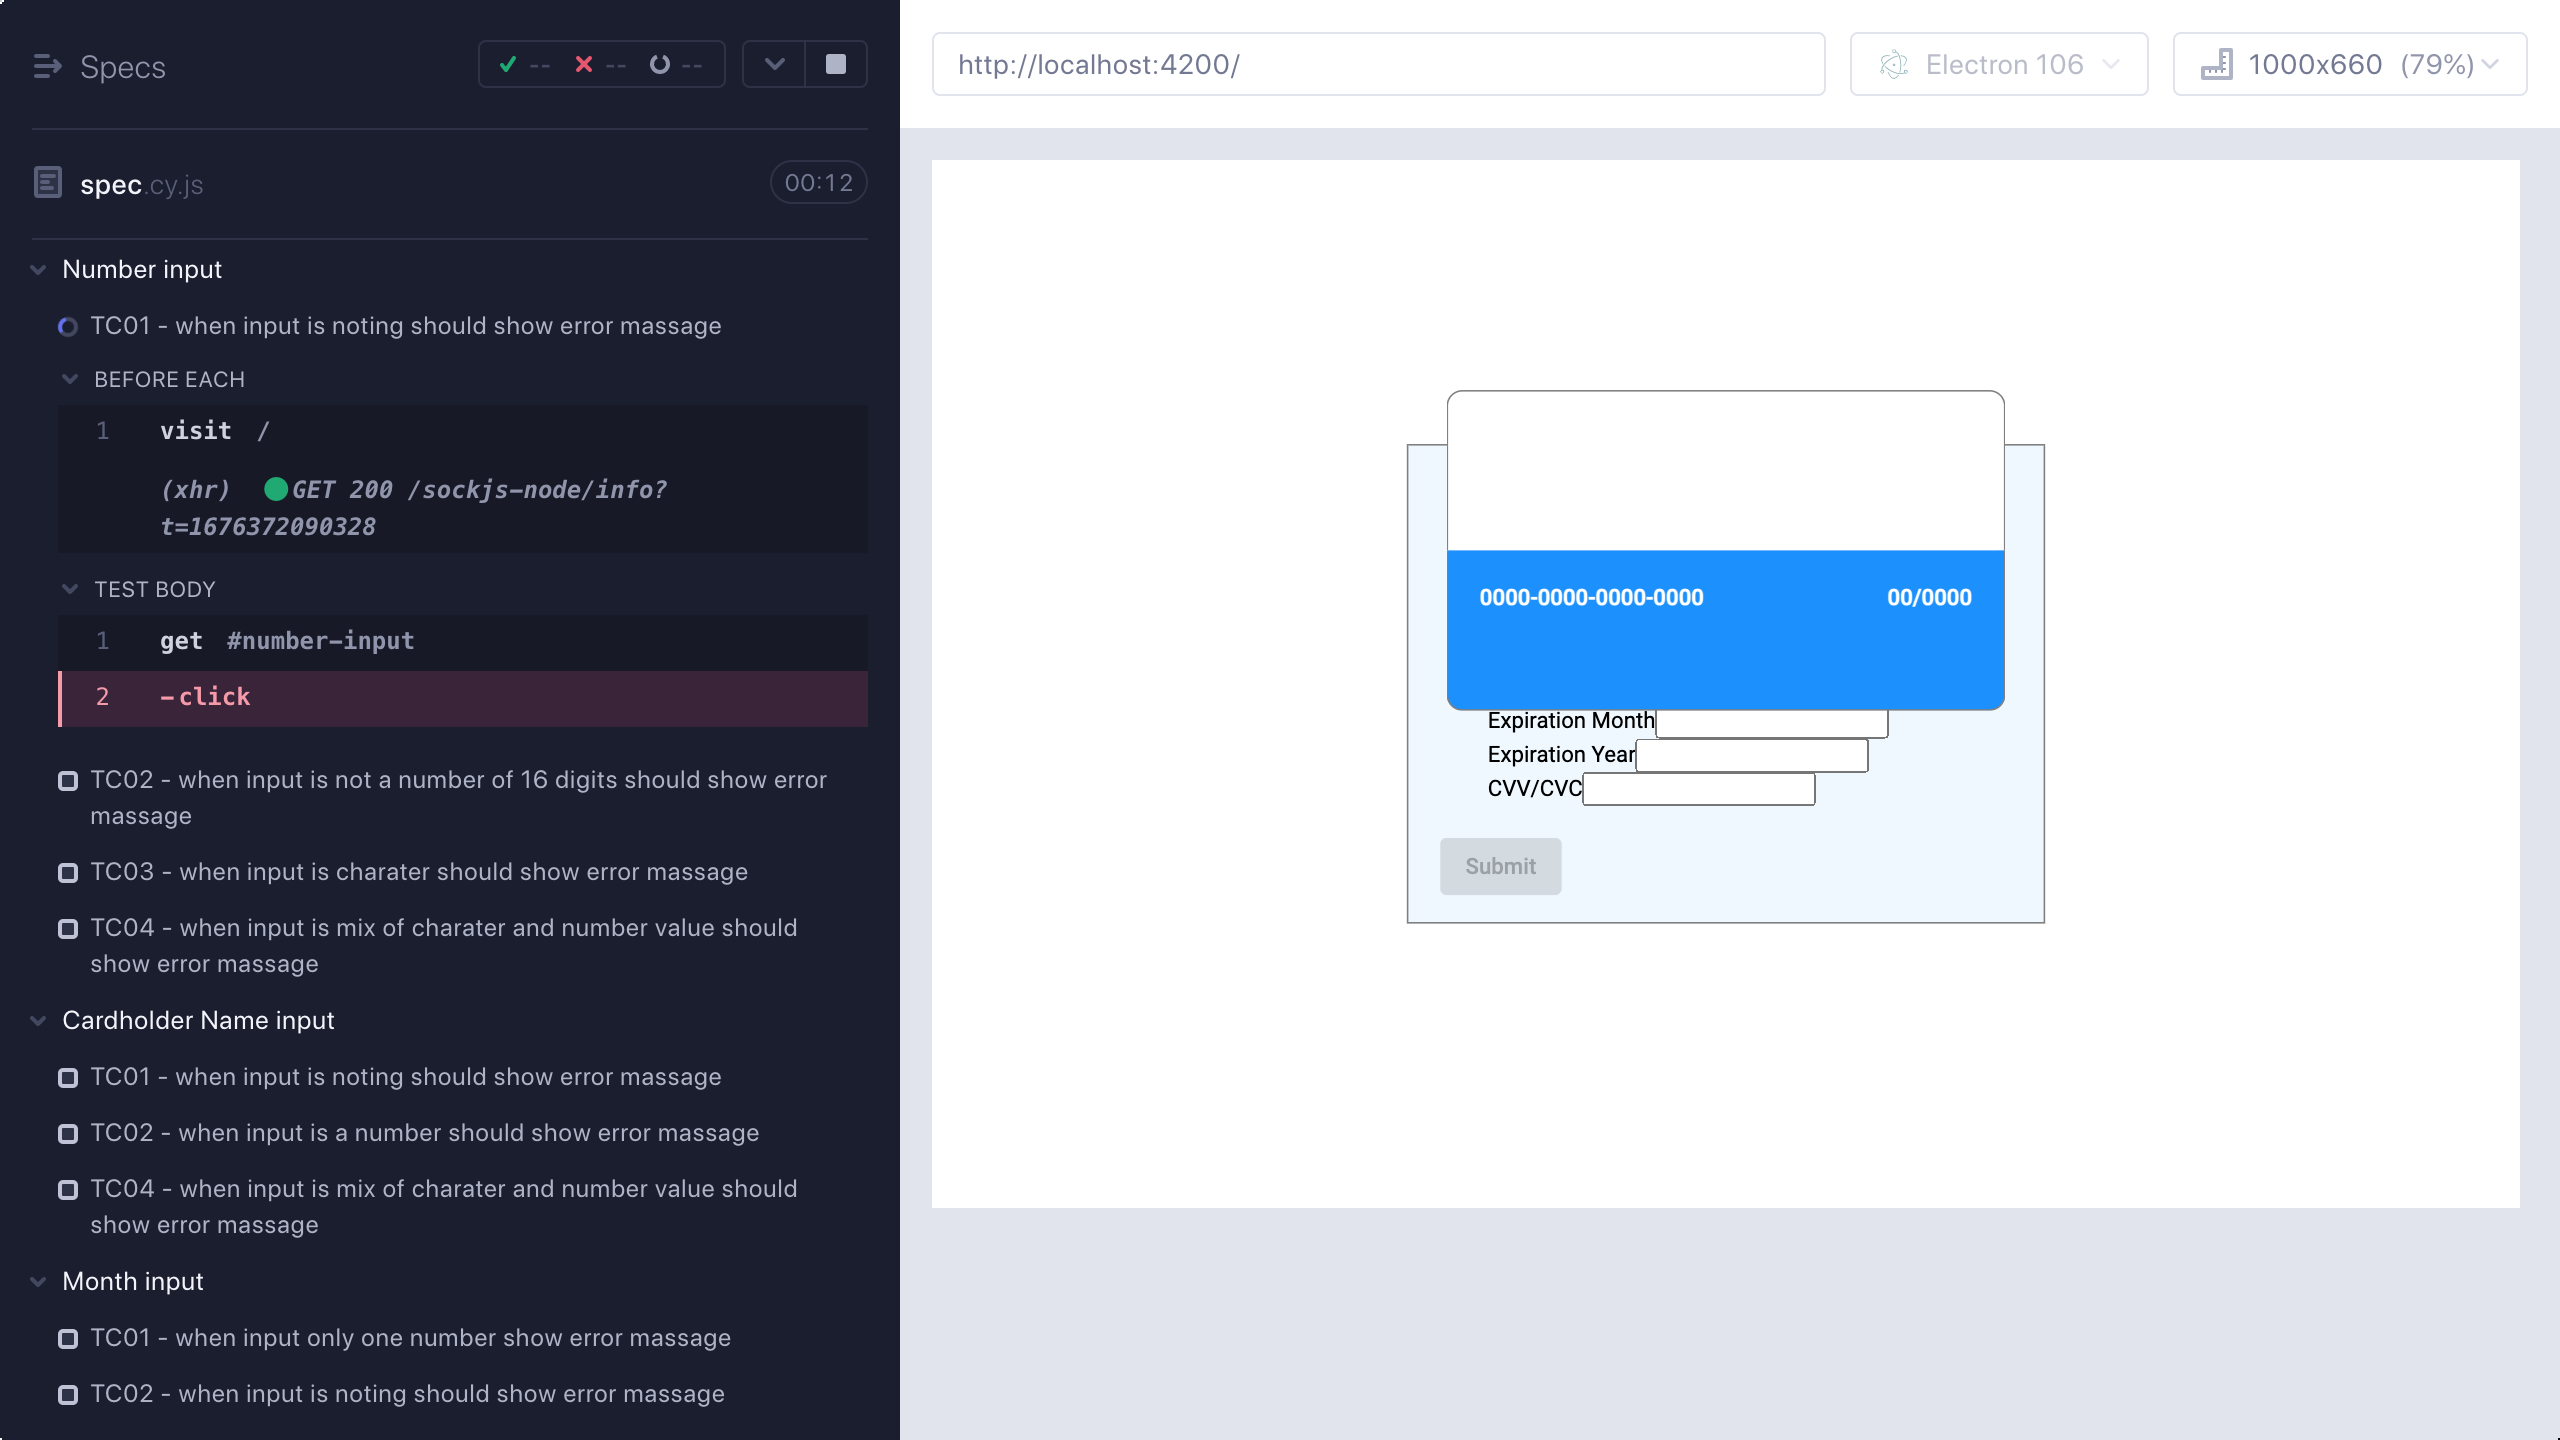 Specs
-- -- --
spec.cy.js 00:12
Number input
TC01 - when input is noting should show error massage
BEFORE EACH
1 visit /
(xhr) GET 200 /sockjs-node/info?
t=1676372090328
TEST BODY
1 get #number-input
2 -click
TC02 - when input is not a number of 16 digits should show error
massage
TC03 - when input is charater should show error massage
TC04 - when input is mix of charater and number value should
show error massage
Cardholder Name input
TC01 - when input is noting should show error massage
TC02 - when input is a number should show error massage
TC04 - when input is mix of charater and number value should
show error massage
Month input
TC01 - when input only one number show error massage
TC02 - when input is noting should show error massage
http://localhost:4200/
Electron 106
1000x660 (79%)
0000-0000-0000-0000 00/0000
Expiration Month
Expiration Year
CVV/CVC
Submit